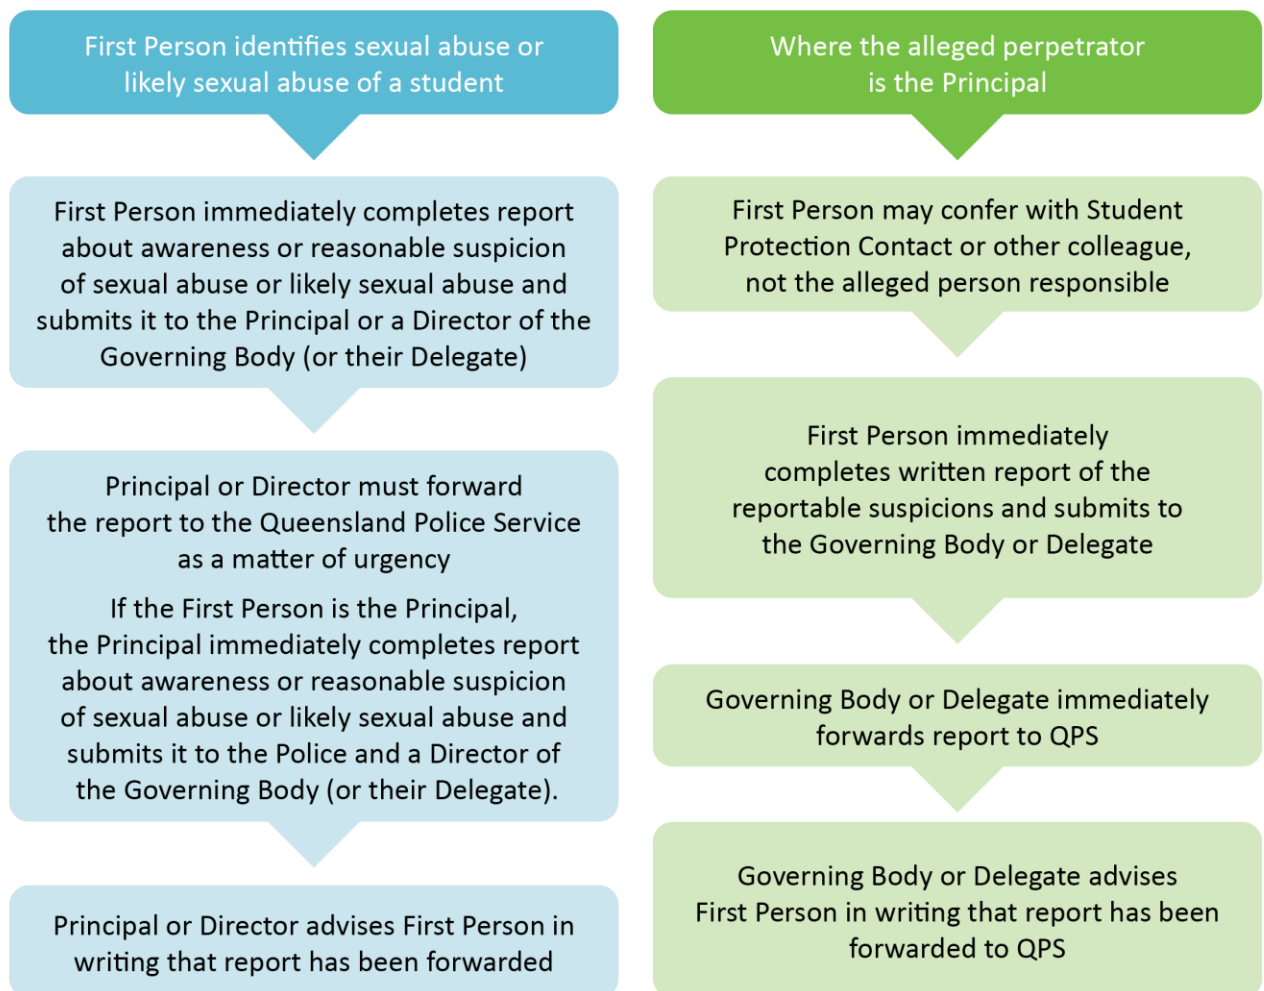 First Person identifies sexual abuse or
likely sexual abuse of a student
First Person immediately completes report
about awareness or reasonable suspicion
of sexual abuse or likely sexual abuse and
submits it to the Principal or a Director of the
Governing Body (or their Delegate)
Principal or Director must forward
the report to the Queensland Police Service
as a matter of urgency
If the First Person is the Principal,
the Principal immediately completes report
about awareness or reasonable suspicion
of sexual abuse or likely sexual abuse and
submits it to the Police and a Director of
the Governing Body (or their Delegate).
Principal or Director advises First Person in
writing that report has been forwarded
Where the alleged perpetrator
is the Principal
First Person may confer with Student
Protection Contact or other colleague,
not the alleged person responsible
First Person immediately
completes written report of the
reportable suspicions and submits to
the Governing Body or Delegate
Governing Body or Delegate immediately
forwards report to QPS
Governing Body or Delegate advises
First Person in writing that report has been
forwarded to QPS